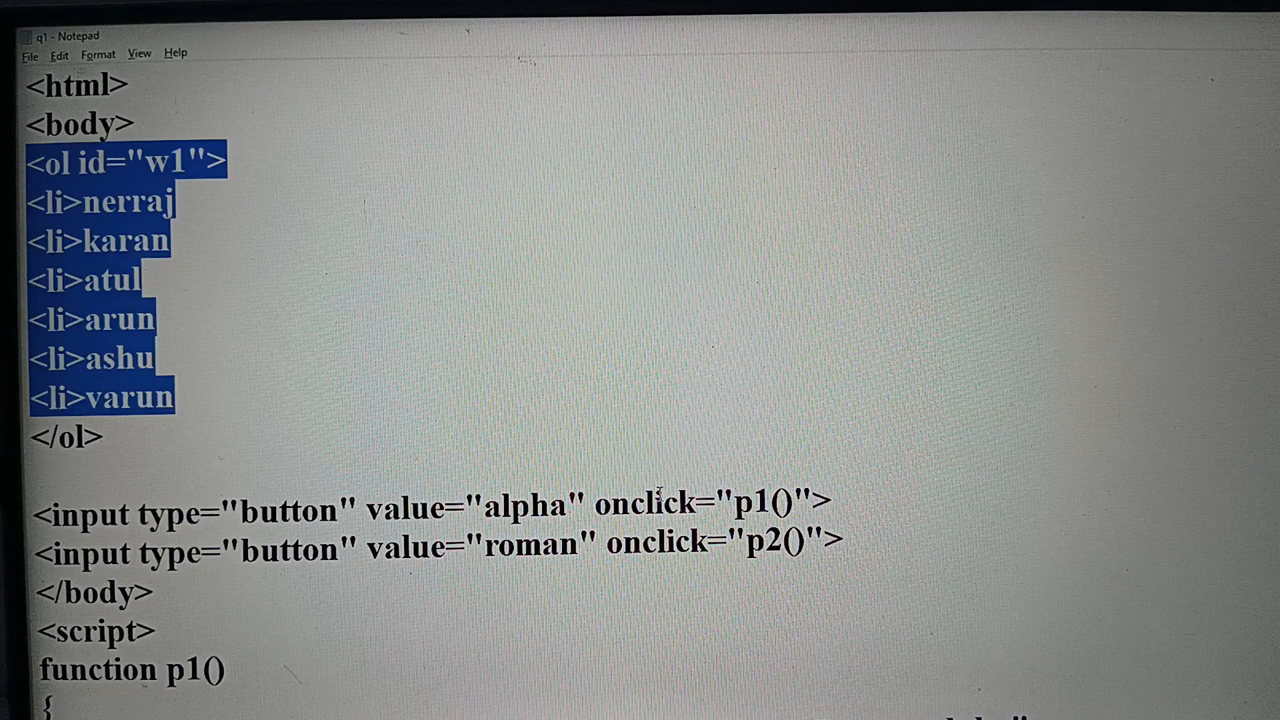 q1 - Notepad
File Edit Format View Help
<html>
<body>
<ol id="w1">
<li>nerraj
<li>karan
<li>atul
<li>arun
<li>ashu
<li>varun
</ol>
<input type="button" value="alpha" onclick="p1()">
<input type="button" value="roman" onclick="p2()">
</body>
<script>
function p1()
{